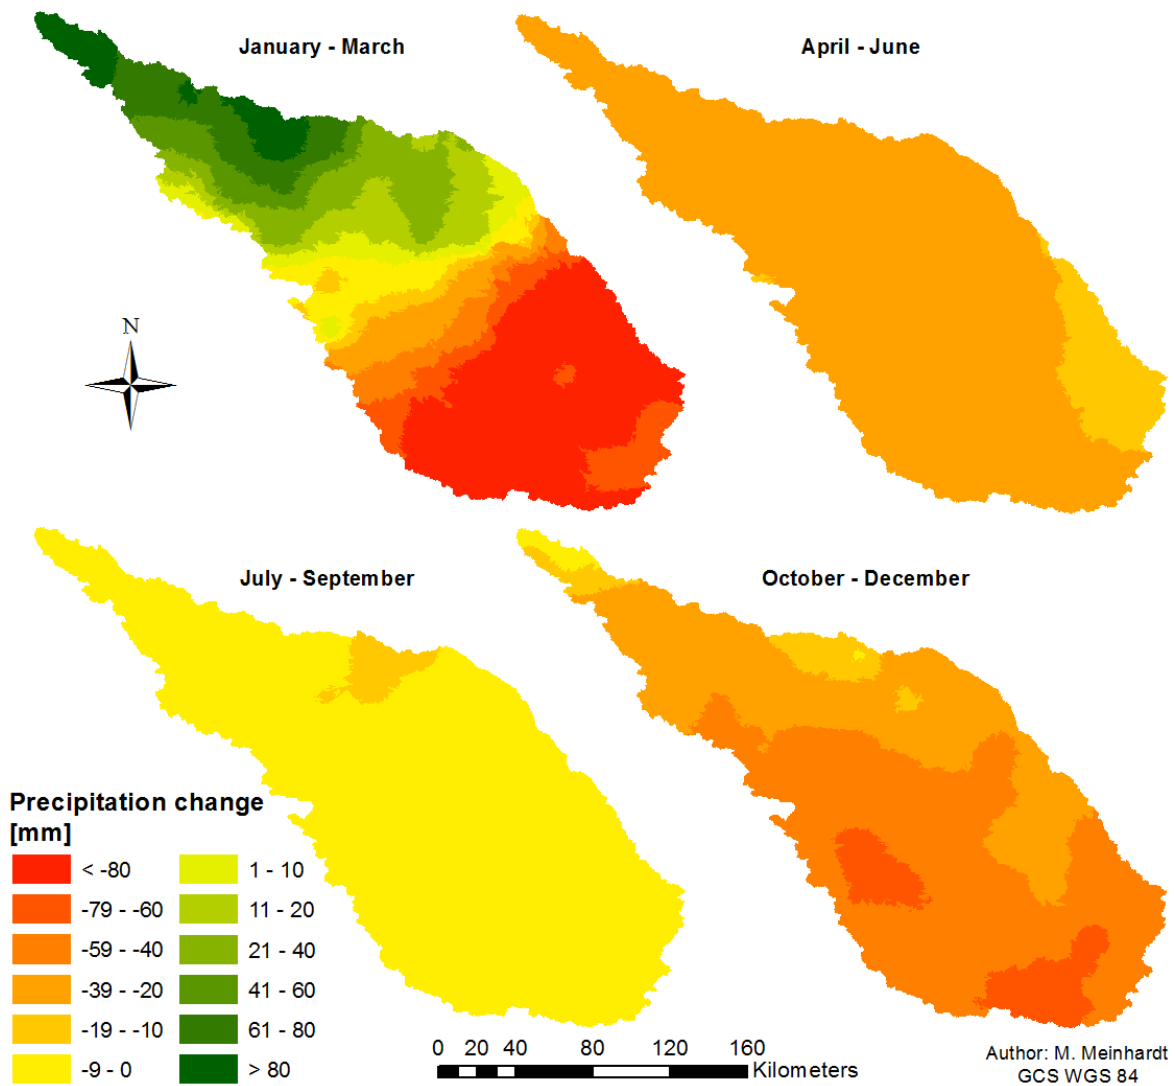 January - March
April - June
N
July - September
October - December
Precipitation change
[mm]
< -80
-79 - -60
-59 - -40
-39 - -20
-19 - -10
-9 - 0
1 - 10
11 - 20
21 - 40
41 - 60
61 - 80
> 80
0 20 40 80 120 160
Kilometers
Author: M. Meinhardt
GCS WGS 84